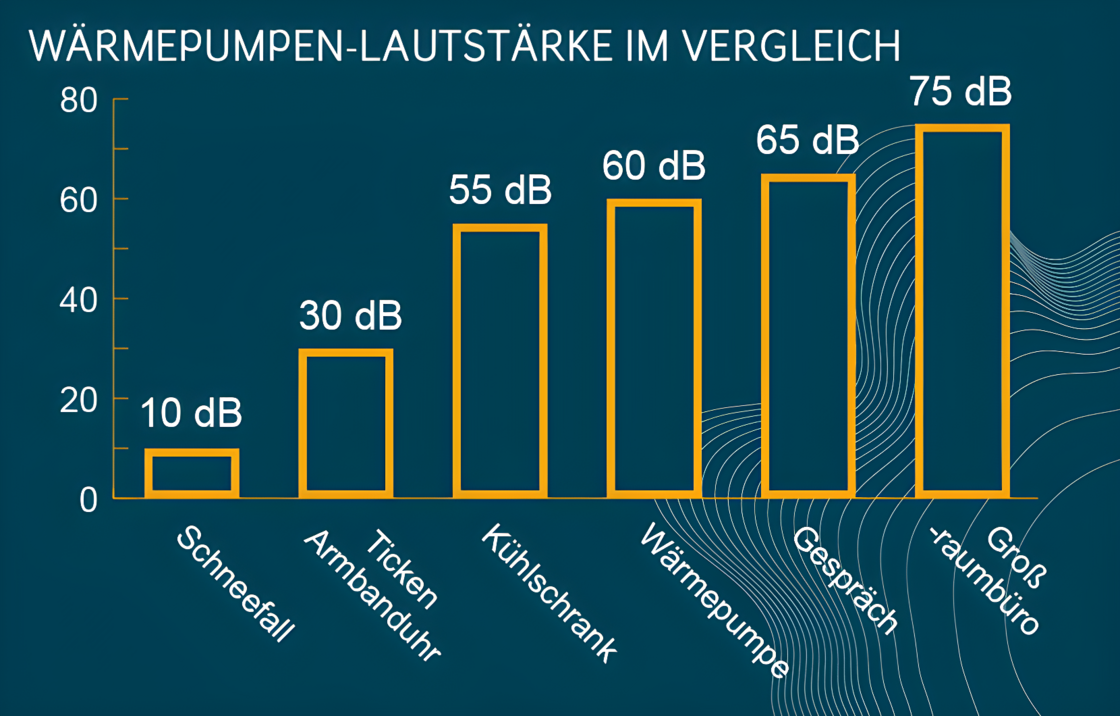 WÄRMEPUMPEN-LAUTSTÄRKE IM VERGLEICH
80
60
40
20
0
10 dB
30 dB
55 dB
60 dB
65 dB
75 dB
Schneefall
Ticken
Armbanduhr
Kühlschrank
Wärmepumpe
Gespräch
Groß
-raumbüro